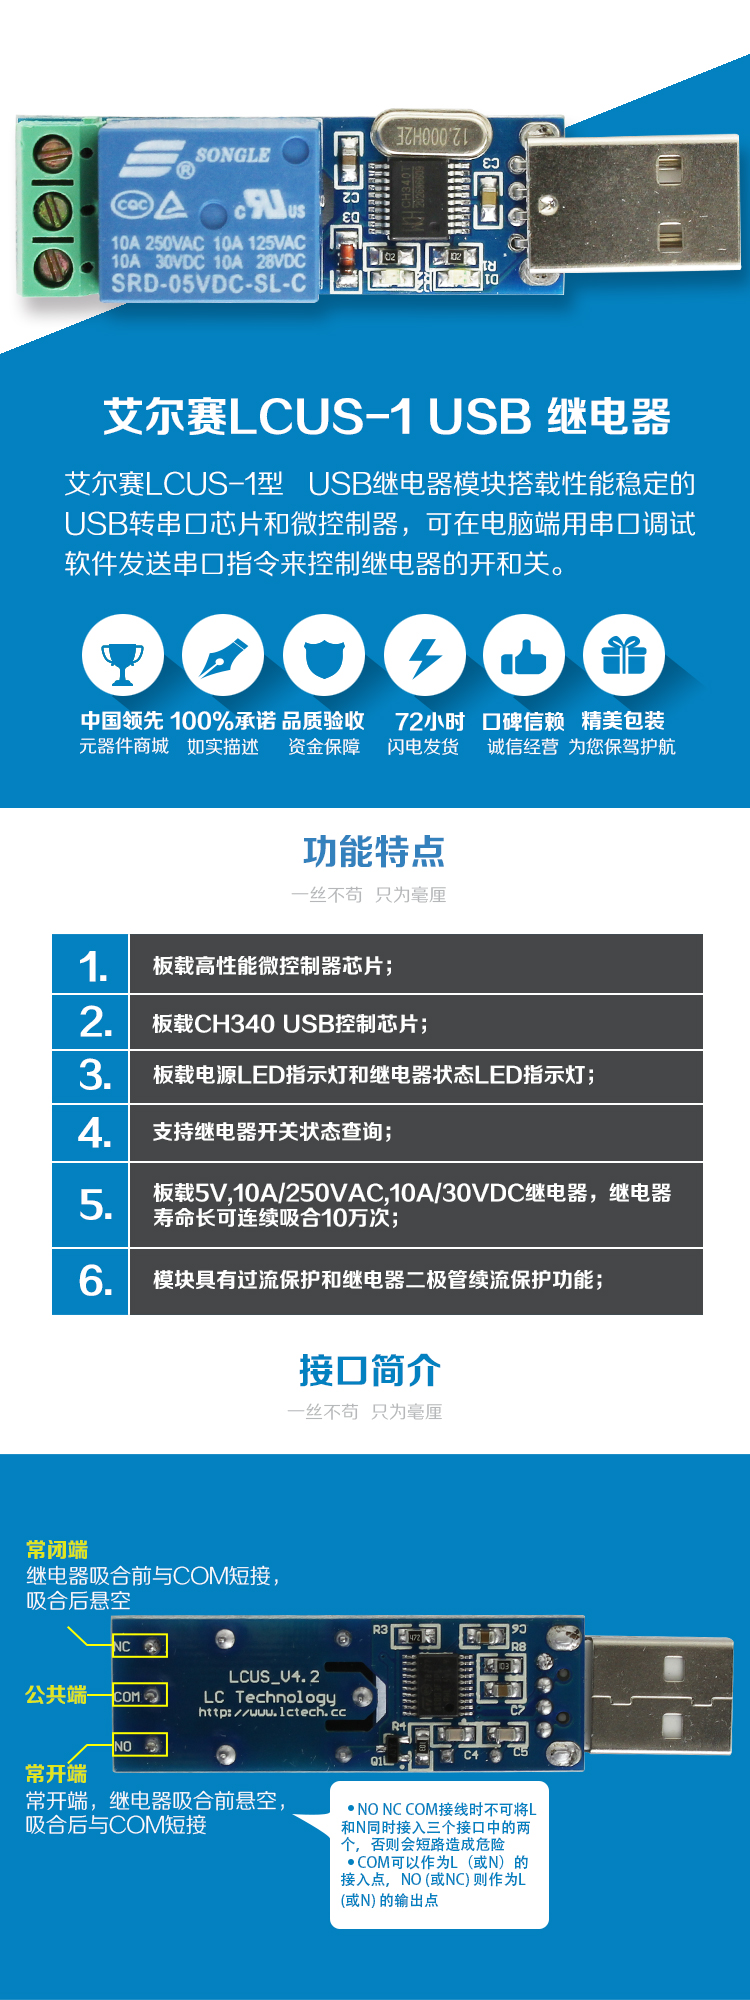 SONGLE
®
CQC
c RU US
10A 250VAC 10A 125VAC
10A 30VDC 10A 28VDC
SRD-05VDC-SL-C
C2
D3
102
102
CH340T
12.000H2E
C3
R1
D1
艾尔赛LCUS-1 USB 继电器
艾尔赛LCUS-1型 USB继电器模块搭载性能稳定的
USB转串口芯片和微控制器，可在电脑端用串口调试
软件发送串口指令来控制继电器的开和关。
中国领先 100%承诺 品质验收 72小时 口碑信赖 精美包装
元器件商城 如实描述 资金保障 闪电发货 诚信经营 为您保驾护航
功能特点
一丝不苟 只为毫厘
1. 板载高性能微控制器芯片；
2. 板载CH340 USB控制芯片；
3. 板载电源LED指示灯和继电器状态LED指示灯；
4. 支持继电器开关状态查询；
5. 板载5V,10A/250VAC,10A/30VDC继电器，继电器
寿命长可连续吸合10万次；
6. 模块具有过流保护和继电器二极管续流保护功能；
接口简介
一丝不苟 只为毫厘
常闭端
继电器吸合前与COM短接，
吸合后悬空
公共端
常开端
常开端，继电器吸合前悬空，
吸合后与COM短接
NC
COM
NO
LCUS_V4.2
LC Technology
http://www.lctech.cc
R3
472
C6
R8
103
C7
R4
Q1
C4
C5
●NO NC COM接线时不可将L
和N同时接入三个接口中的两
个，否则会短路造成危险
●COM可以作为L（或N）的
接入点，NO (或NC) 则作为L
(或N) 的输出点